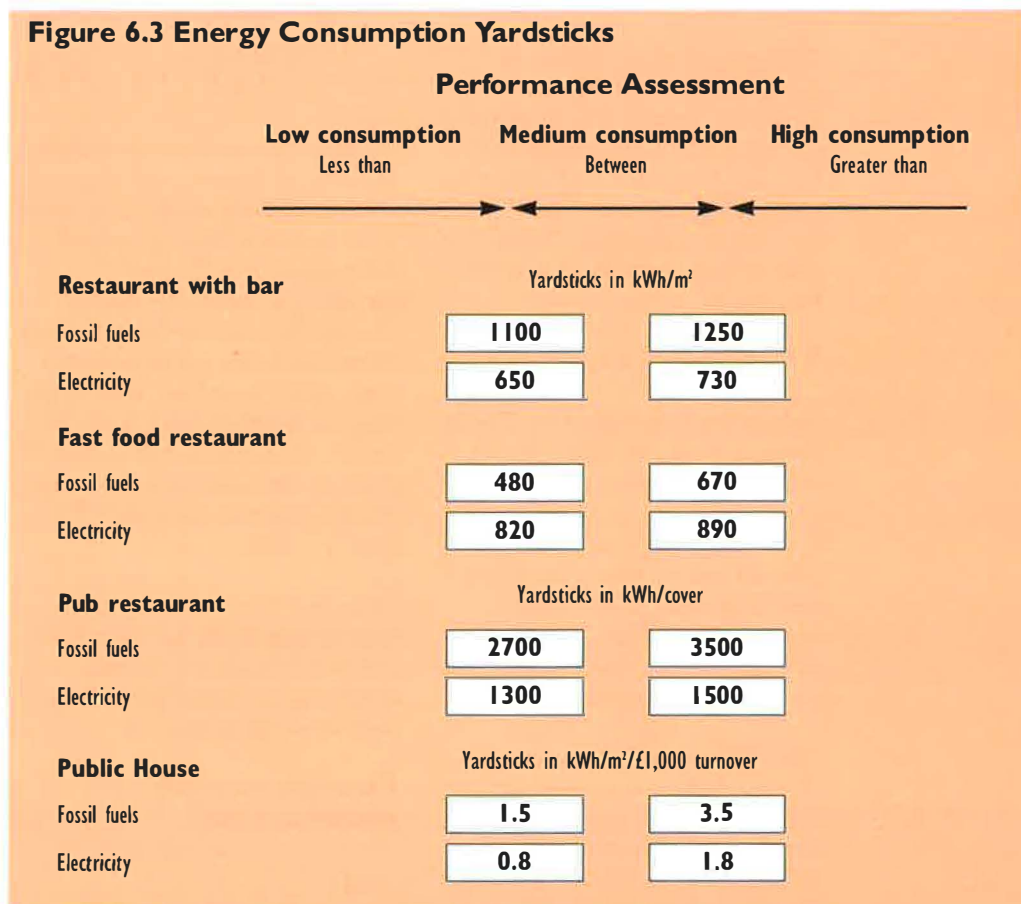 Figure 6.3 Energy Consumption Yardsticks
Performance Assessment
Low consumption Medium consumption High consumption
Less than Between Greater than
Restaurant with bar Yardsticks in kWh/m²
Fossil fuels 1100 1250
Electricity 650 730
Fast food restaurant
Fossil fuels 480 670
Electricity 820 890
Pub restaurant Yardsticks in kWh/cover
Fossil fuels 2700 3500
Electricity 1300 1500
Public House Yardsticks in kWh/m²/£1,000 turnover
Fossil fuels 1.5 3.5
Electricity 0.8 1.8